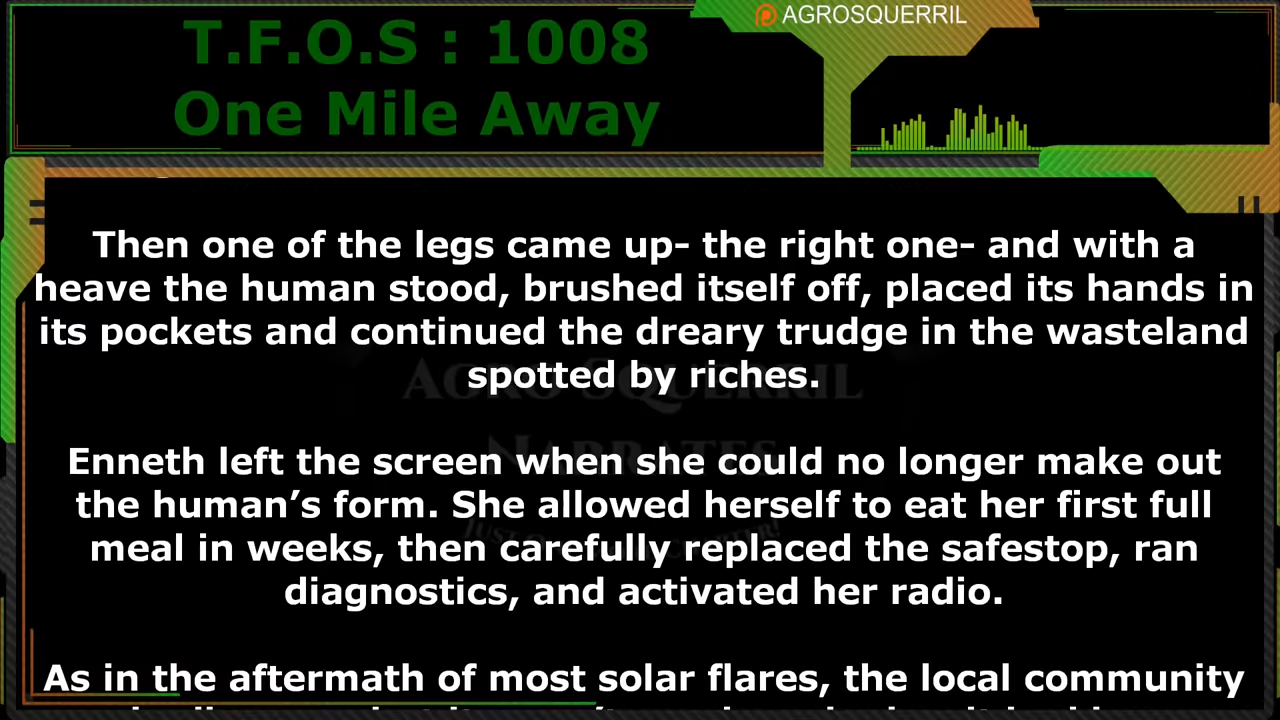 AGROSQUERRIL
T.F.O.S : 1008
One Mile Away
Then one of the legs came up- the right one- and with a
heave the human stood, brushed itself off, placed its hands in
its pockets and continued the dreary trudge in the wasteland
spotted by riches.
Agro Squerril
Narrates
Enneth left the screen when she could no longer make out
the human’s form. She allowed herself to eat her first full
meal in weeks, then carefully replaced the safestop, ran
diagnostics, and activated her radio.
As in the aftermath of most solar flares, the local community